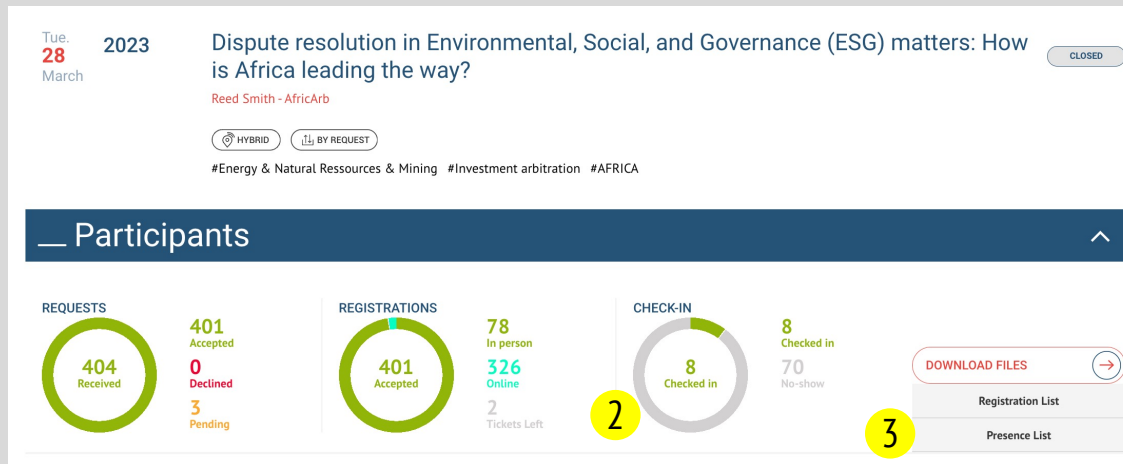 Tue.
28
March
2023
Dispute resolution in Environmental, Social, and Governance (ESG) matters: How
is Africa leading the way?
CLOSED
Reed Smith - AfricArb
HYBRID
BY REQUEST
#Energy & Natural Ressources & Mining #Investment arbitration #AFRICA
Participants
REQUESTS
404
Received
401
Accepted
0
Declined
3
Pending
REGISTRATIONS
401
Accepted
78
In person
326
Online
2
Tickets Left
CHECK-IN
8
Checked in
8
Checked in
70
No-show
2
DOWNLOAD FILES
Registration List
Presence List
3